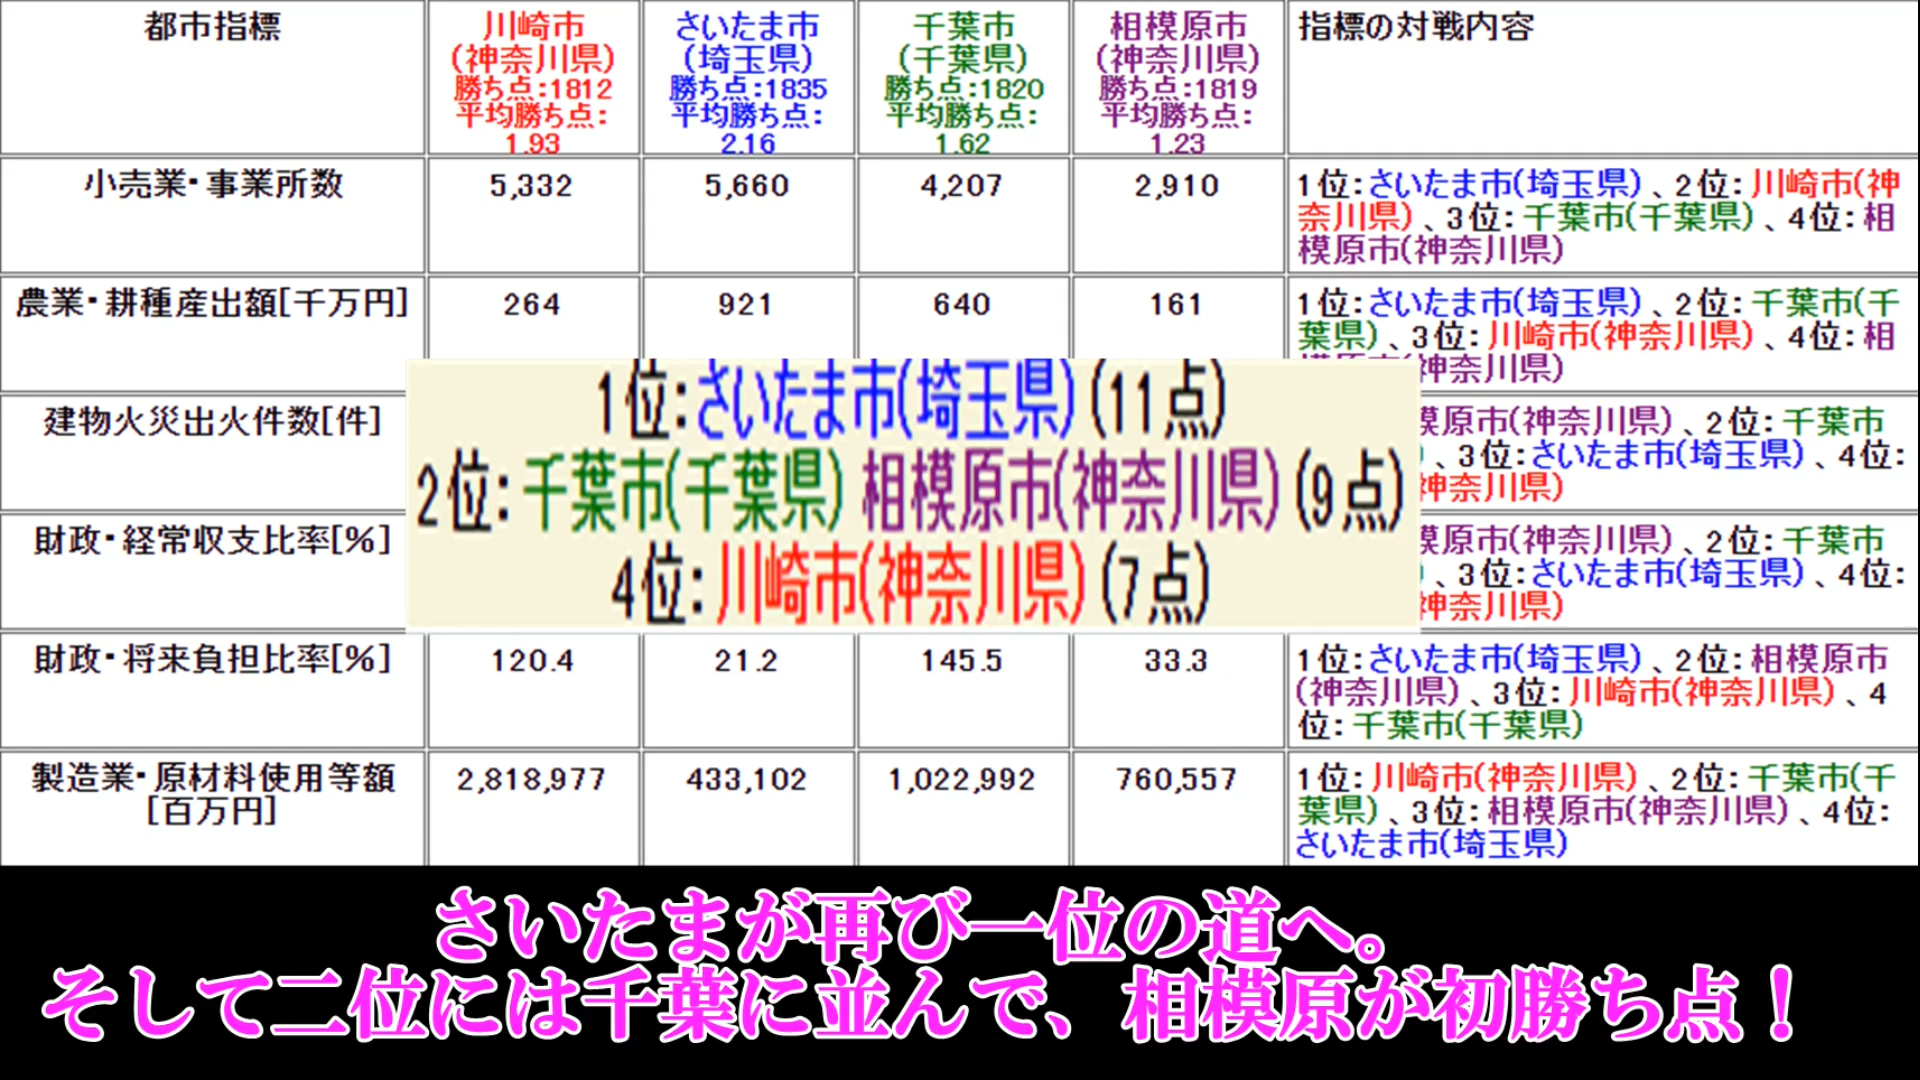 都市指標
川崎市
(神奈川県)
勝ち点:1812
平均勝ち点:
1.93
さいたま市
(埼玉県)
勝ち点:1835
平均勝ち点:
2.16
千葉市
(千葉県)
勝ち点:1820
平均勝ち点:
1.62
相模原市
(神奈川県)
勝ち点:1819
平均勝ち点:
1.23
指標の対戦内容
小売業・事業所数
5,332
5,660
4,207
2,910
1位:さいたま市(埼玉県)、2位:川崎市(神
奈川県)、3位:千葉市(千葉県)、4位:相
模原市(神奈川県)
農業・耕種産出額[千万円]
264
921
640
161
1位:さいたま市(埼玉県)、2位:千葉市(千
葉県)、3位:川崎市(神奈川県)、4位:相
模原市(神奈川県)
建物火災出火件数[件]
模原市(神奈川県)、2位:千葉市
)、3位:さいたま市(埼玉県)、4位:
神奈川県)
財政・経常収支比率[%]
模原市(神奈川県)、2位:千葉市
)、3位:さいたま市(埼玉県)、4位:
神奈川県)
1位:さいたま市(埼玉県)(11点)
2位:千葉市(千葉県) 相模原市(神奈川県)(9点)
4位:川崎市(神奈川県)(7点)
財政・将来負担比率[%]
120.4
21.2
145.5
33.3
1位:さいたま市(埼玉県)、2位:相模原市
(神奈川県)、3位:川崎市(神奈川県)、4
位:千葉市(千葉県)
製造業・原材料使用等額
[百万円]
2,818,977
433,102
1,022,992
760,557
1位:川崎市(神奈川県)、2位:千葉市(千
葉県)、3位:相模原市(神奈川県)、4位:
さいたま市(埼玉県)
さいたまが再び一位の道へ。
そして二位には千葉に並んで、相模原が初勝ち点！